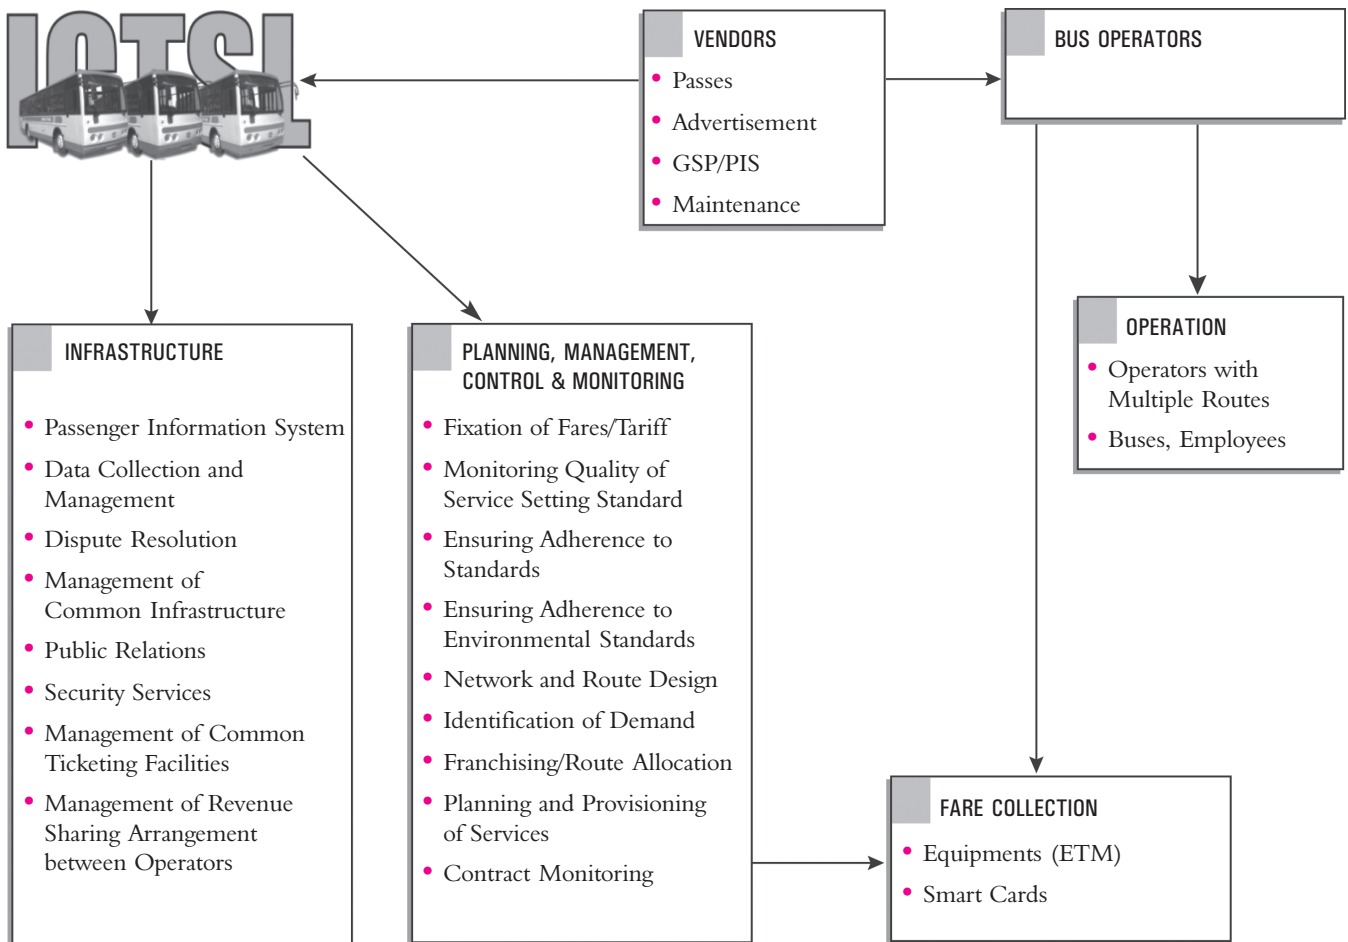 ICTSL
VENDORS
• Passes
• Advertisement
• GSP/PIS
• Maintenance
BUS OPERATORS
INFRASTRUCTURE
• Passenger Information System
• Data Collection and
Management
• Dispute Resolution
• Management of
Common Infrastructure
• Public Relations
• Security Services
• Management of Common
Ticketing Facilities
• Management of Revenue
Sharing Arrangement
between Operators
PLANNING, MANAGEMENT,
CONTROL & MONITORING
• Fixation of Fares/Tariff
• Monitoring Quality of
Service Setting Standard
• Ensuring Adherence to
Standards
• Ensuring Adherence to
Environmental Standards
• Network and Route Design
• Identification of Demand
• Franchising/Route Allocation
• Planning and Provisioning
of Services
• Contract Monitoring
OPERATION
• Operators with
Multiple Routes
• Buses, Employees
FARE COLLECTION
• Equipments (ETM)
• Smart Cards